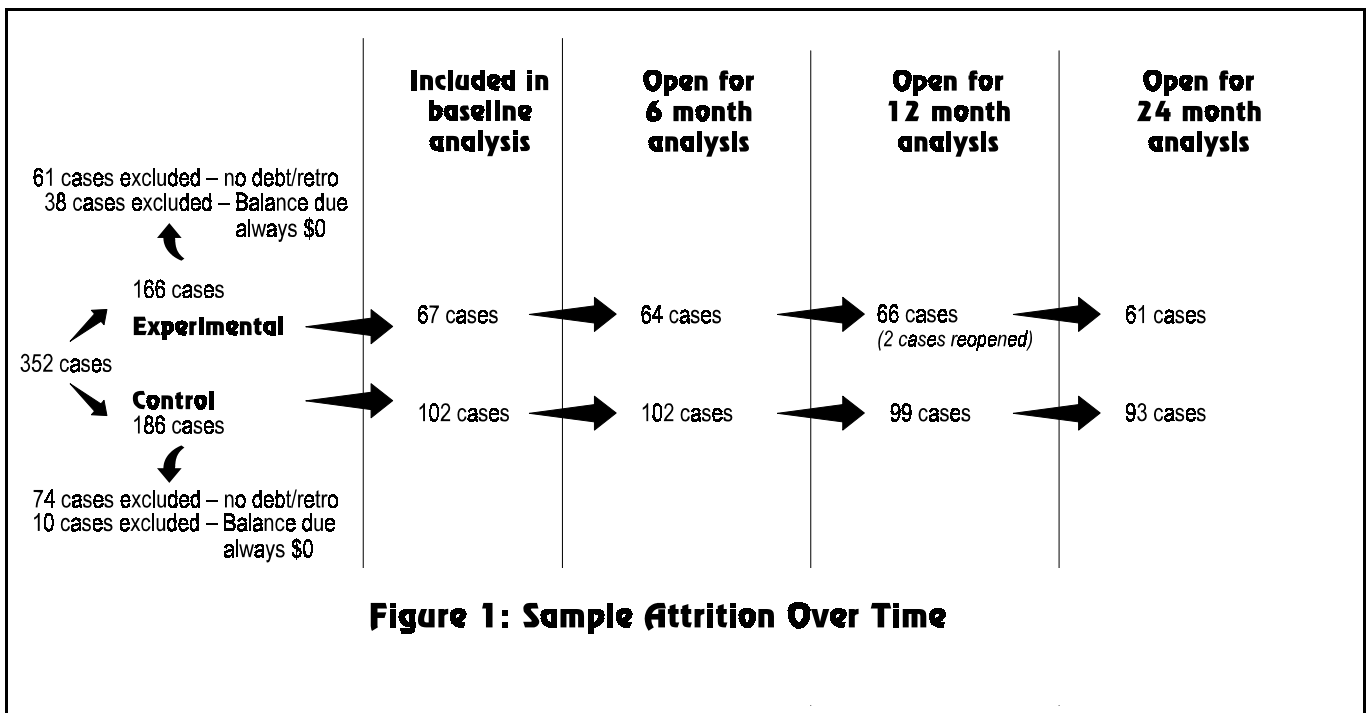 Included in
baseline
analysis
Open for
6 month
analysis
Open for
12 month
analysis
Open for
24 month
analysis
61 cases excluded – no debt/retro
38 cases excluded – Balance due
always $0
166 cases
Experimental
352 cases
Control
186 cases
74 cases excluded – no debt/retro
10 cases excluded – Balance due
always $0
67 cases
64 cases
66 cases
(2 cases reopened)
61 cases
102 cases
102 cases
99 cases
93 cases
Figure 1: Sample Attrition Over Time